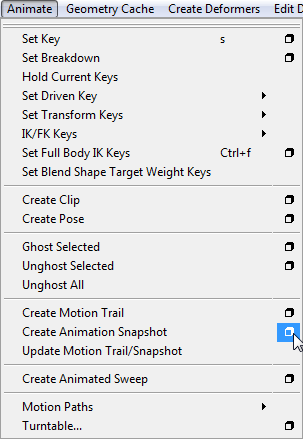 Animate Geometry Cache Create Deformers Edit D
Set Key s
Set Breakdown
Hold Current Keys
Set Driven Key
Set Transform Keys
IK/FK Keys
Set Full Body IK Keys Ctrl+f
Set Blend Shape Target Weight Keys
Create Clip
Create Pose
Ghost Selected
Unghost Selected
Unghost All
Create Motion Trail
Create Animation Snapshot
Update Motion Trail/Snapshot
Create Animated Sweep
Motion Paths
Turntable...